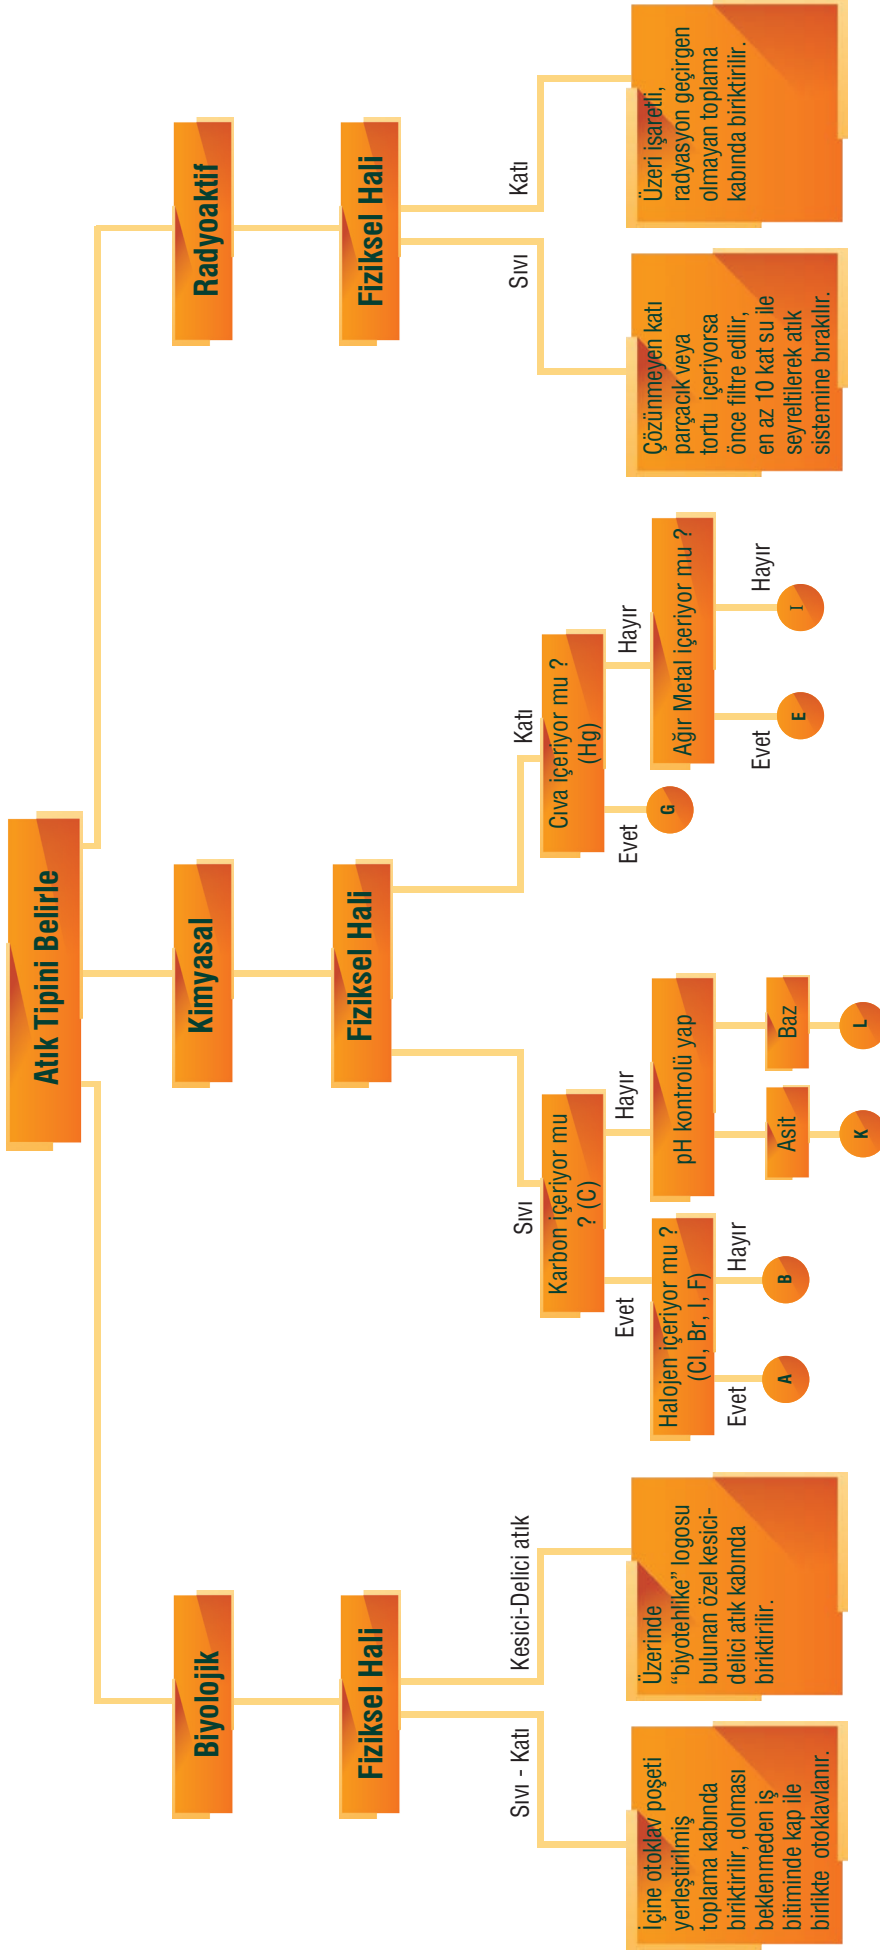 Atık Tipini Belirle
Biyolojik
Kimyasal
Radyoaktif
Fiziksel Hali
Fiziksel Hali
Fiziksel Hali
Sıvı - Katı
Kesici-Delici atık
Sıvı
Katı
Sıvı
Katı
İçine otoklav poşeti
yerleştirilmiş
toplama kabında
biriktirilir, dolması
beklenmeden iş
bitiminde kap ile
birlikte otoklavlanır.
Üzerinde
“biyotehlike” logosu
bulunan özel kesici-
delici atık kabında
biriktirilir.
Karbon içeriyor mu
? (C)
Evet
Hayır
Halojen içeriyor mu ?
(Cl, Br, I, F)
Evet
Hayır
A
B
pH kontrolü yap
Asit
Baz
K
L
Cıva içeriyor mu ?
(Hg)
Evet
Hayır
G
Ağır Metal içeriyor mu ?
Evet
Hayır
E
I
Çözünmeyen katı
parçacık veya
tortu içeriyorsa
önce filtre edilir,
en az 10 kat su ile
seyreltilerek atık
sistemine bırakılır.
Üzeri işaretli,
radyasyon geçirgen
olmayan toplama
kabında biriktirilir.